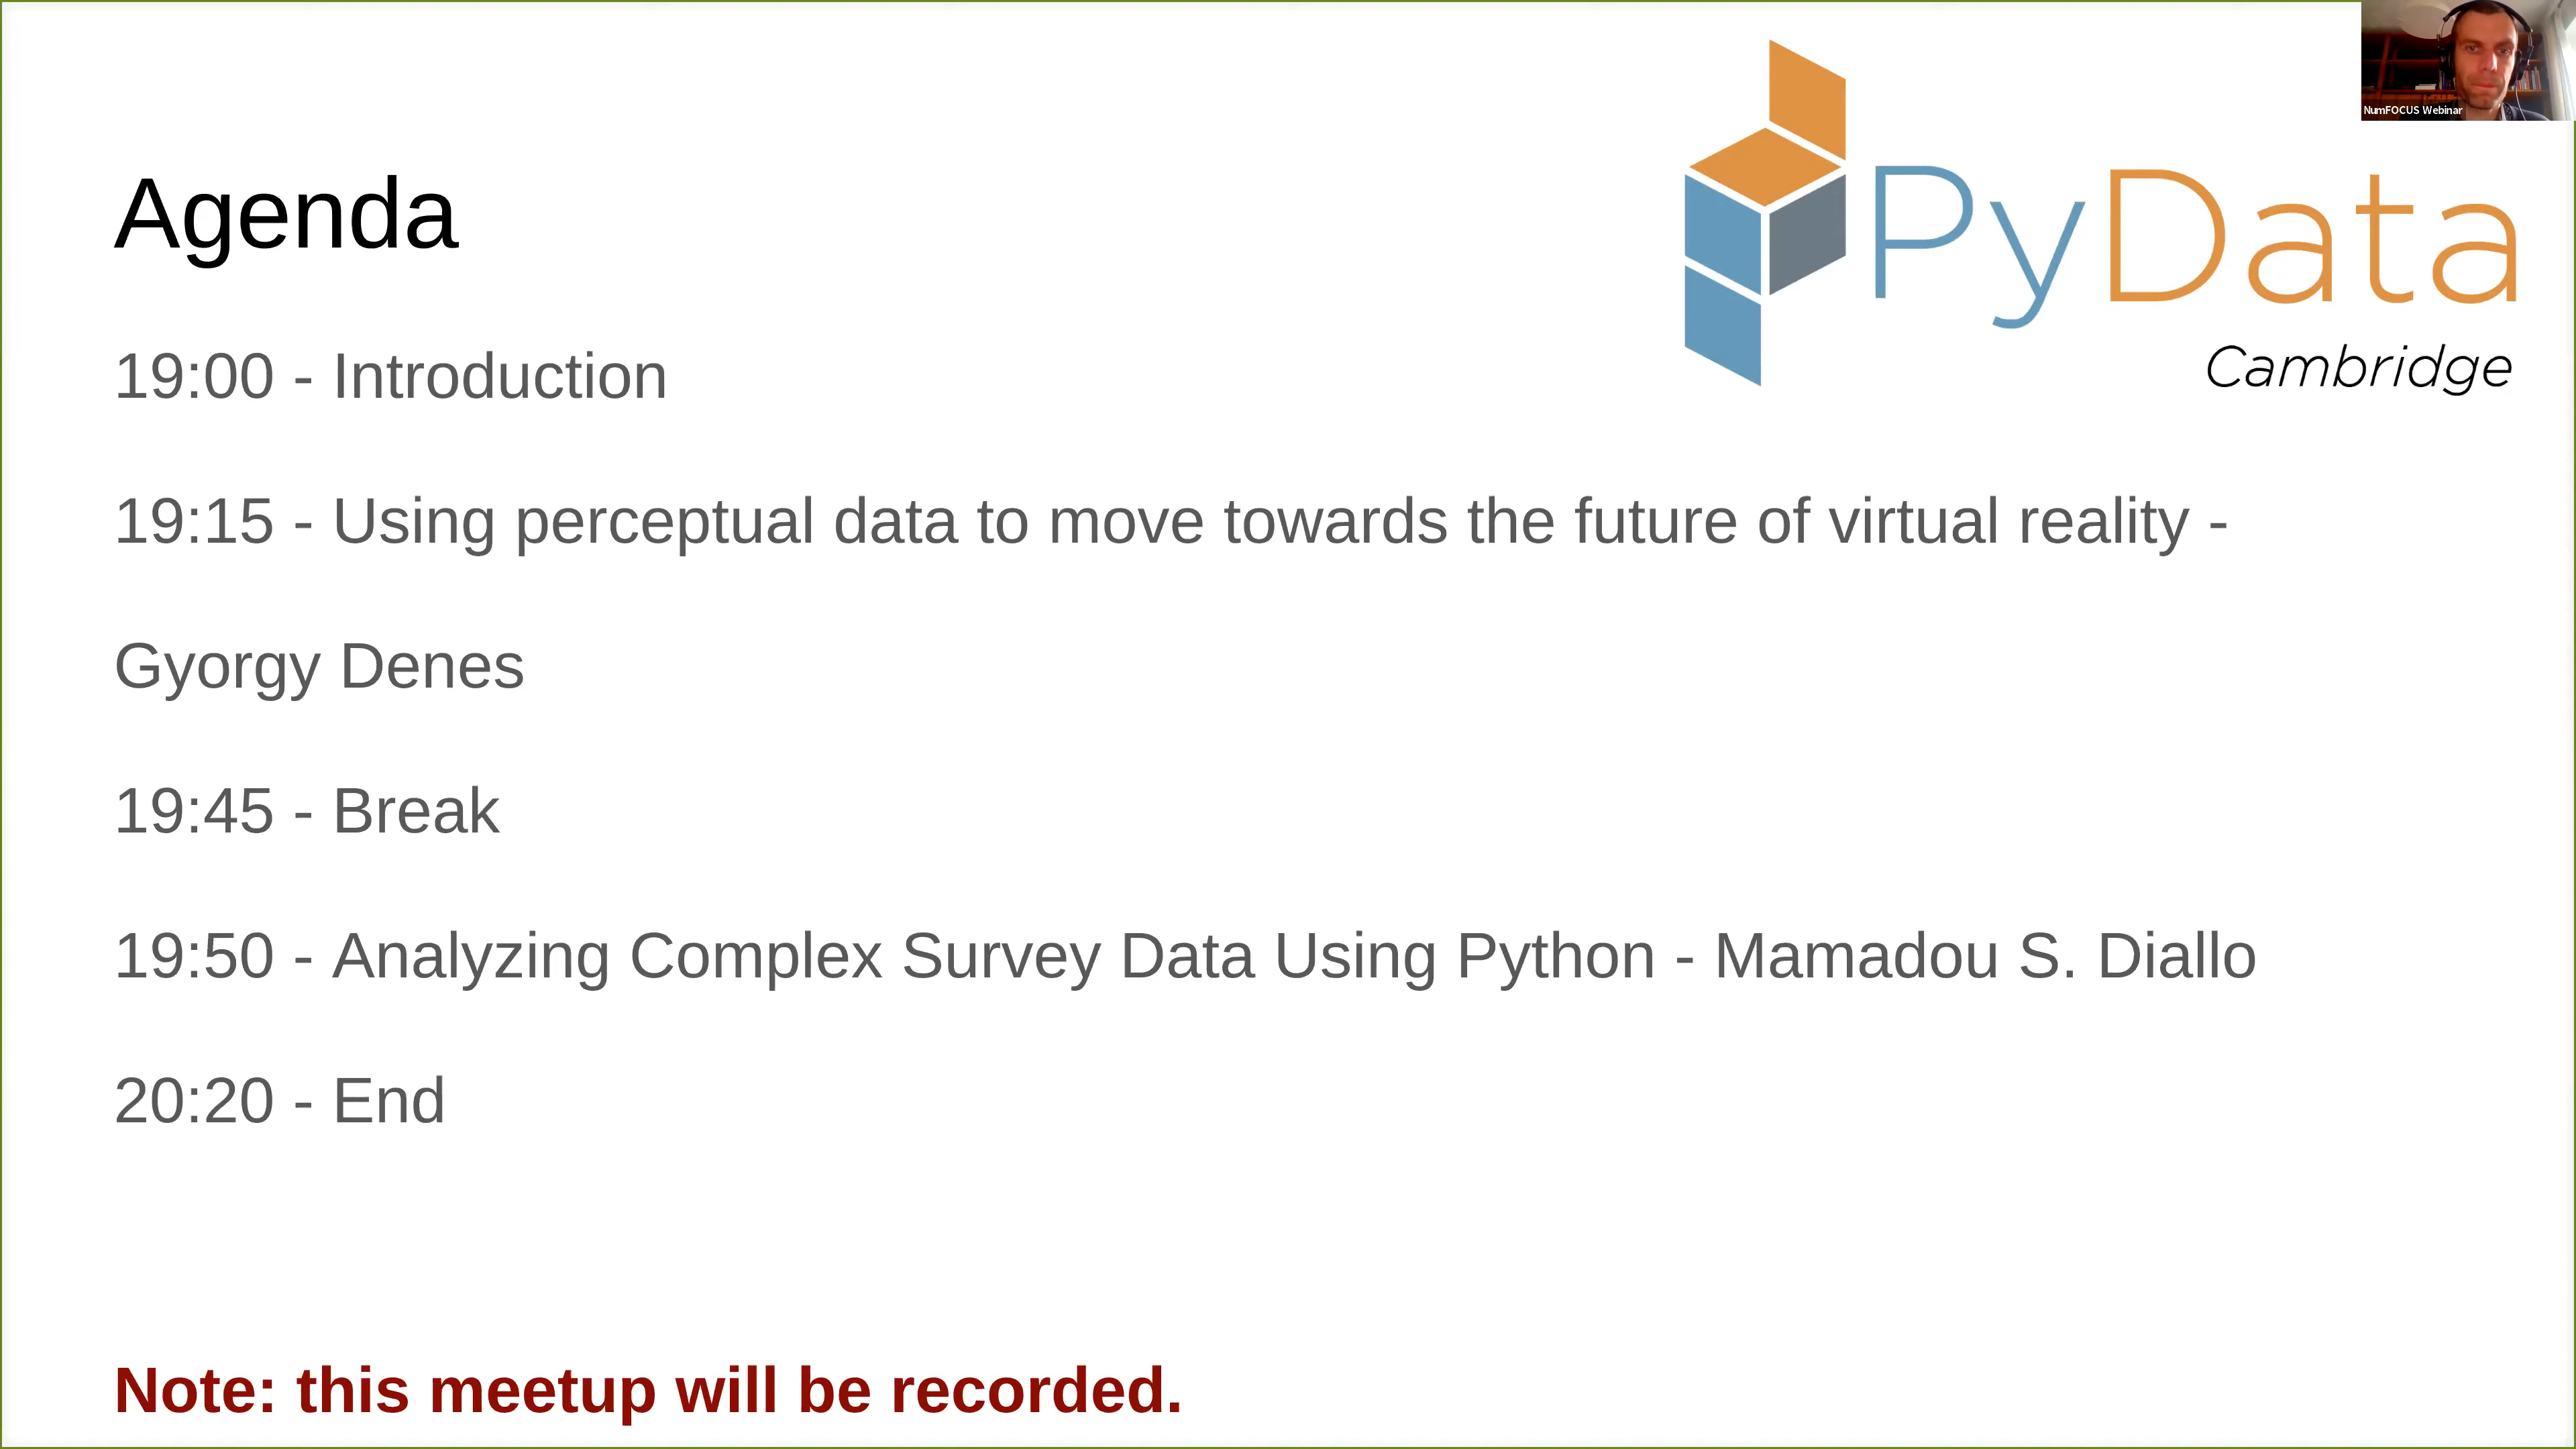 NumFOCUS Webinar
PyData
Cambridge
Agenda
19:00 - Introduction
19:15 - Using perceptual data to move towards the future of virtual reality -
Gyorgy Denes
19:45 - Break
19:50 - Analyzing Complex Survey Data Using Python - Mamadou S. Diallo
20:20 - End
Note: this meetup will be recorded.